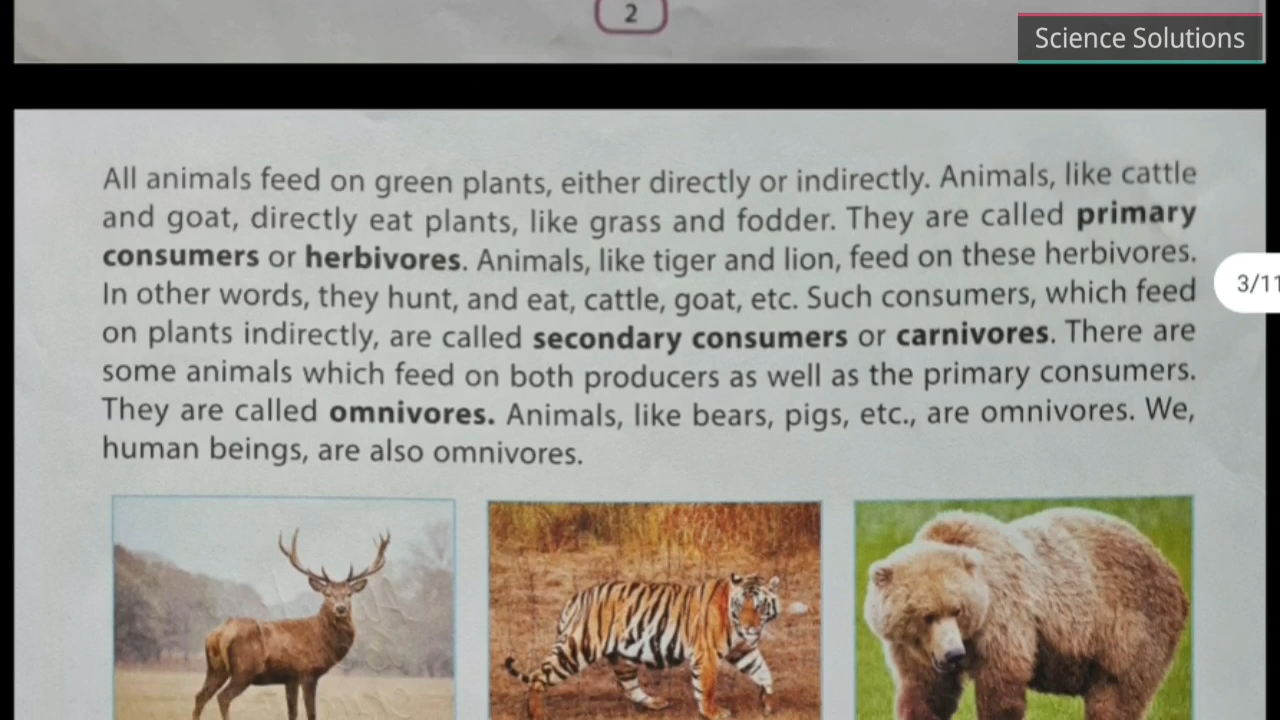 2
Science Solutions
All animals feed on green plants, either directly or indirectly. Animals, like cattle
and goat, directly eat plants, like grass and fodder. They are called primary
consumers or herbivores. Animals, like tiger and lion, feed on these herbivores.
3/11
In other words, they hunt, and eat, cattle, goat, etc. Such consumers, which feed
on plants indirectly, are called secondary consumers or carnivores. There are
some animals which feed on both producers as well as the primary consumers.
They are called omnivores. Animals, like bears, pigs, etc., are omnivores. We,
human beings, are also omnivores.